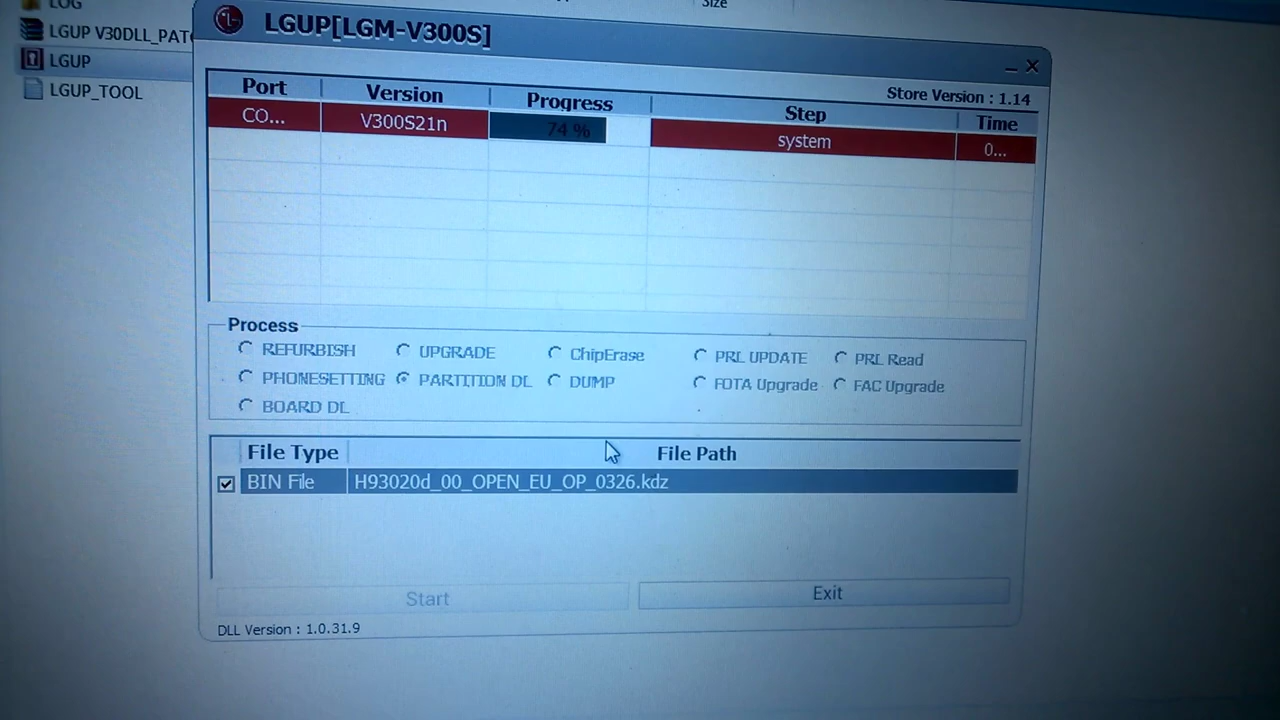 LOG
Size
LGUP V30DLL_PAT
LGUP
LGUP_TOOL
LGUP[LGM-V300S]
Store Version : 1.14
Port Version Progress Step Time
CO... V300S21n 74 % system 0...
Process
REFURBISH UPGRADE ChipErase PRL UPDATE PRL Read
PHONESETTING PARTITION DL DUMP FOTA Upgrade FAC Upgrade
BOARD DL
File Type File Path
BIN File H93020d_00_OPEN_EU_OP_0326.kdz
Start Exit
DLL Version : 1.0.31.9